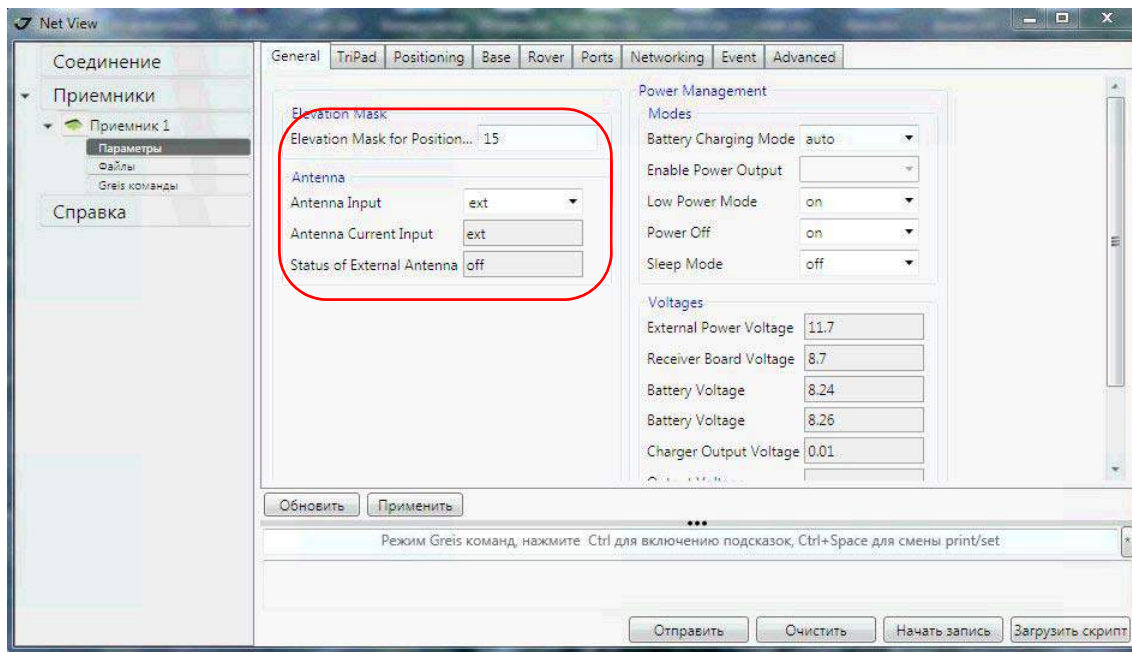 Net View
Соединение
Приемники
Приемник 1
Параметры
Файлы
Greis команды
Справка
General TriPad Positioning Base Rover Ports Networking Event Advanced
Elevation Mask
Elevation Mask for Position... 15
Antenna
Antenna Input ext
Antenna Current Input ext
Status of External Antenna off
Power Management
Modes
Battery Charging Mode auto
Enable Power Output
Low Power Mode on
Power Off on
Sleep Mode off
Voltages
External Power Voltage 11.7
Receiver Board Voltage 8.7
Battery Voltage 8.24
Battery Voltage 8.26
Charger Output Voltage 0.01
Обновить Применить
Режим Greis команд, нажмите Ctrl для включению подсказок, Ctrl+Space для смены print/set
*
Отправить Очистить Начать запись Загрузить скрипт